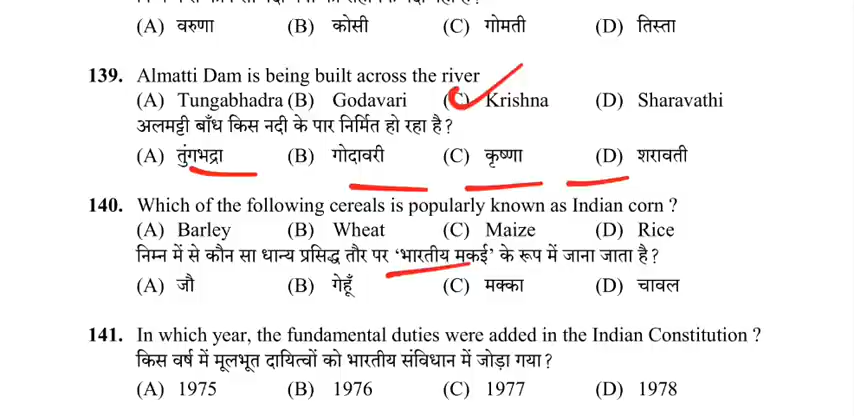 (A) वरुणा (B) कोसी (C) गोमती (D) तिस्ता
139. Almatti Dam is being built across the river
(A) Tungabhadra (B) Godavari (C) Krishna (D) Sharavathi
अलमट्टी बाँध किस नदी के पार निर्मित हो रहा है ?
(A) तुंगभद्रा (B) गोदावरी (C) कृष्णा (D) शरावती
140. Which of the following cereals is popularly known as Indian corn ?
(A) Barley (B) Wheat (C) Maize (D) Rice
निम्न में से कौन सा धान्य प्रसिद्ध तौर पर ‘भारतीय मकई’ के रूप में जाना जाता है ?
(A) जौ (B) गेहूँ (C) मक्का (D) चावल
141. In which year, the fundamental duties were added in the Indian Constitution ?
किस वर्ष में मूलभूत दायित्वों को भारतीय संविधान में जोड़ा गया ?
(A) 1975 (B) 1976 (C) 1977 (D) 1978